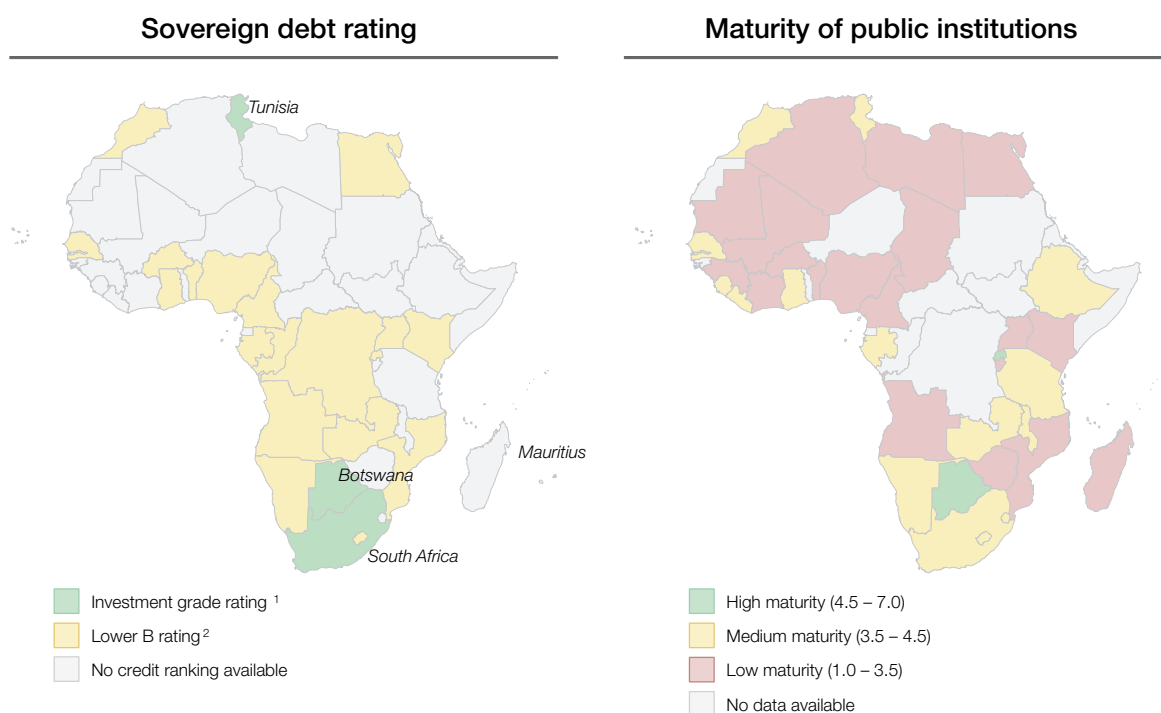 Sovereign debt rating
Maturity of public institutions
Tunisia
Mauritius
Botswana
South Africa
Investment grade rating 1
Lower B rating 2
No credit ranking available
High maturity (4.5 – 7.0)
Medium maturity (3.5 – 4.5)
Low maturity (1.0 – 3.5)
No data available